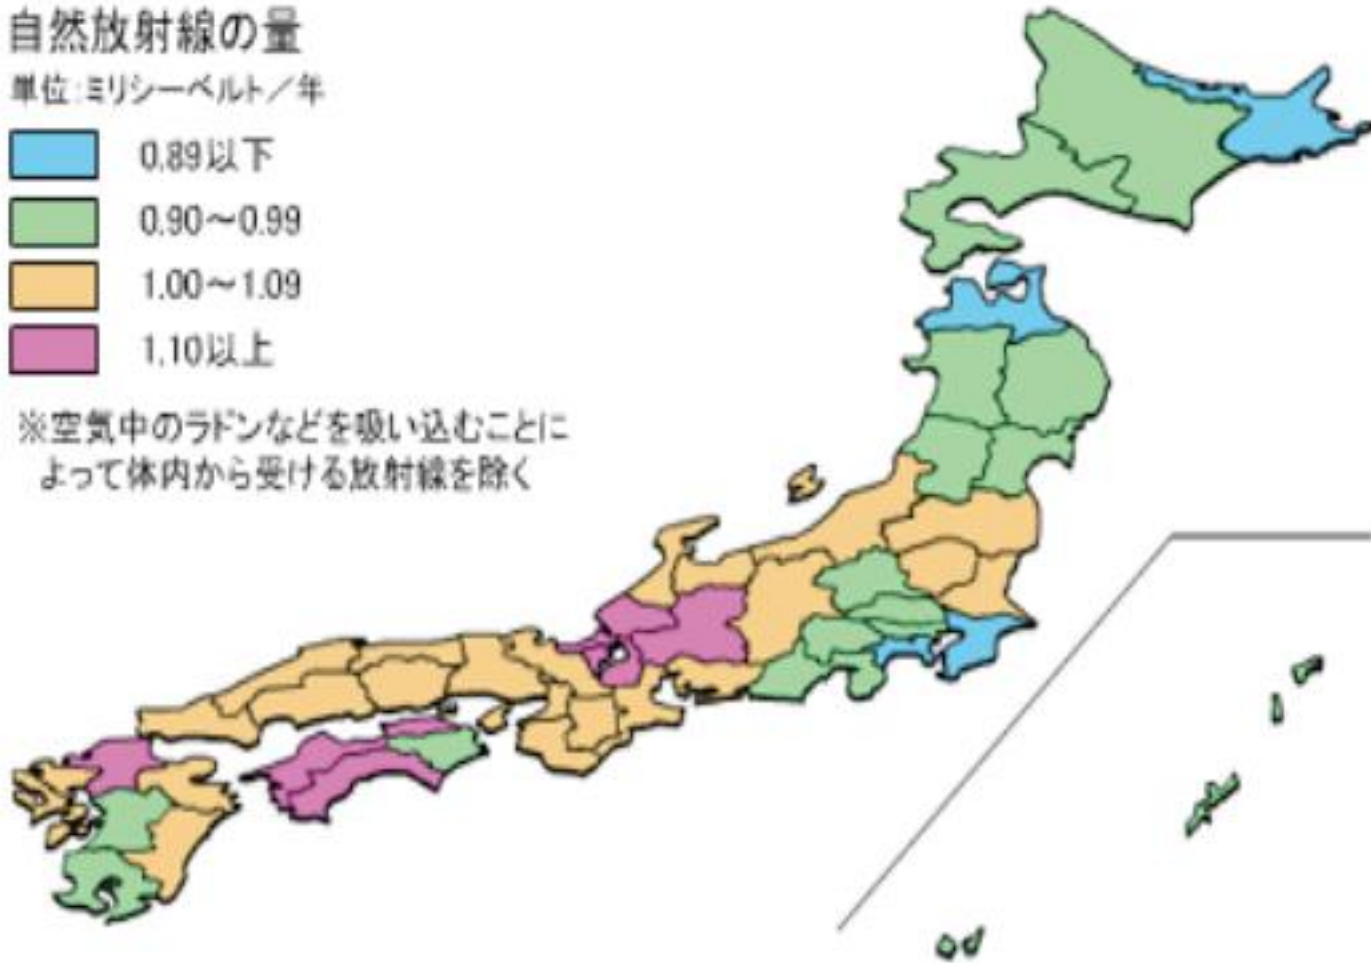 自然放射線の量
単位:ミリシーベルト/年
0.89以下
0.90～0.99
1.00～1.09
1.10以上
※空気中のラドンなどを吸い込むことに
よって体内から受ける放射線を除く